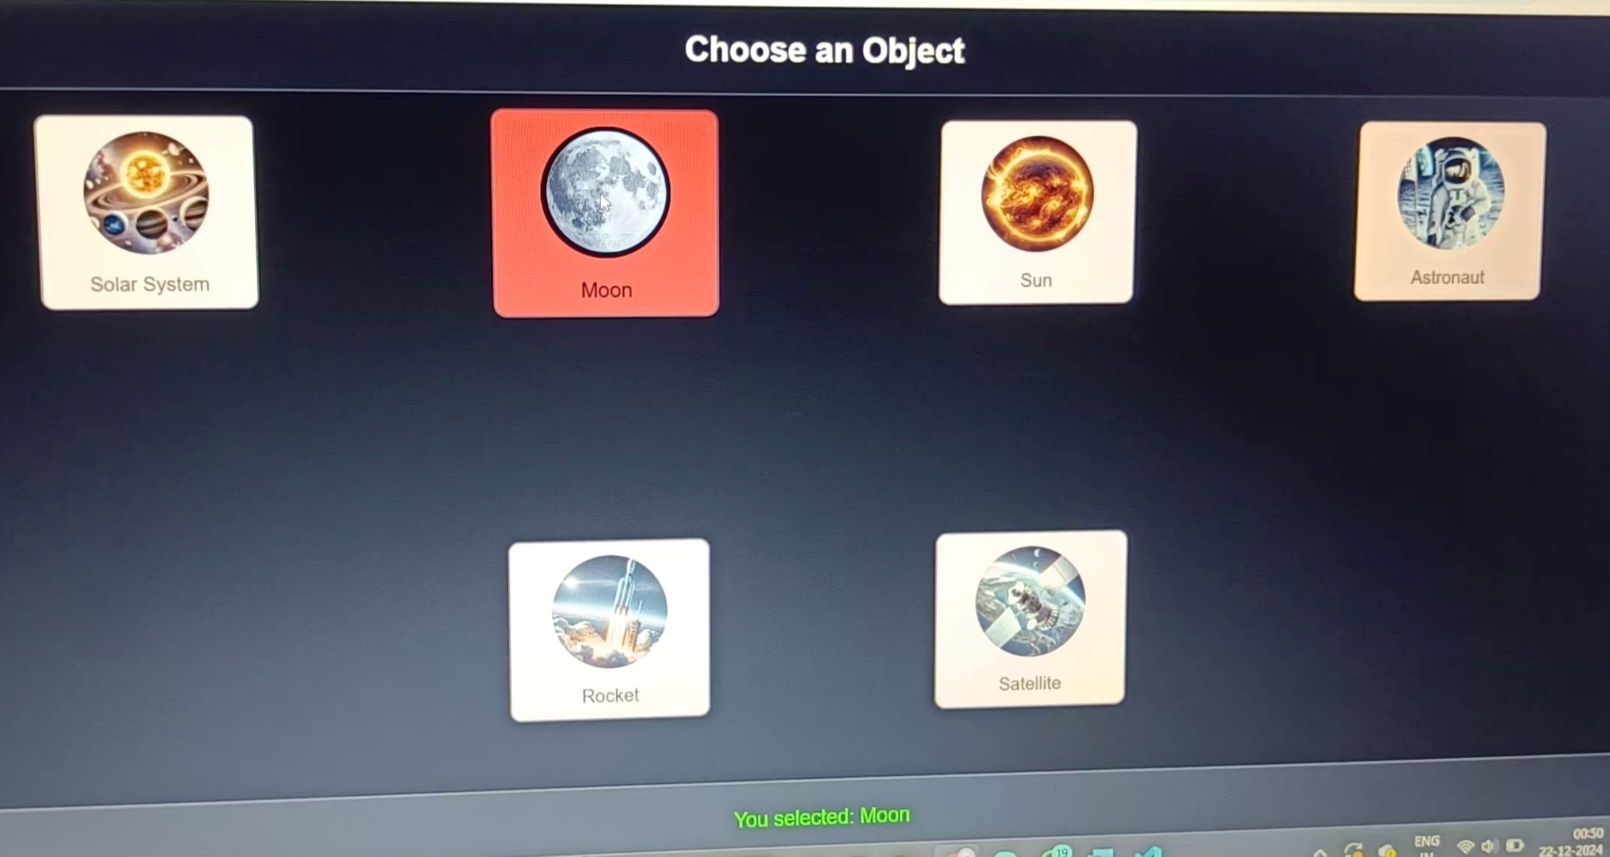 Choose an Object
Solar System
Moon
Sun
Astronaut
Rocket
Satellite
You selected: Moon
19
ENG
00:50
22-12-2024